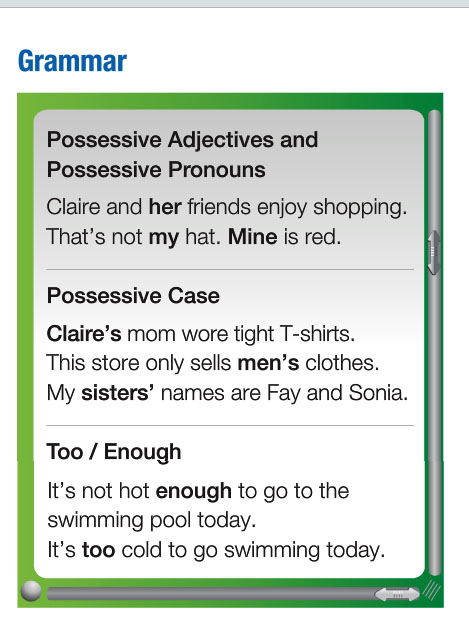 Grammar
Possessive Adjectives and
Possessive Pronouns
Claire and her friends enjoy shopping.
That's not my hat. Mine is red.
Possessive Case
Claire's mom wore tight T-shirts.
This store only sells men's clothes.
My sisters' names are Fay and Sonia.
Too / Enough
It's not hot enough to go to the
swimming pool today.
It's too cold to go swimming today.